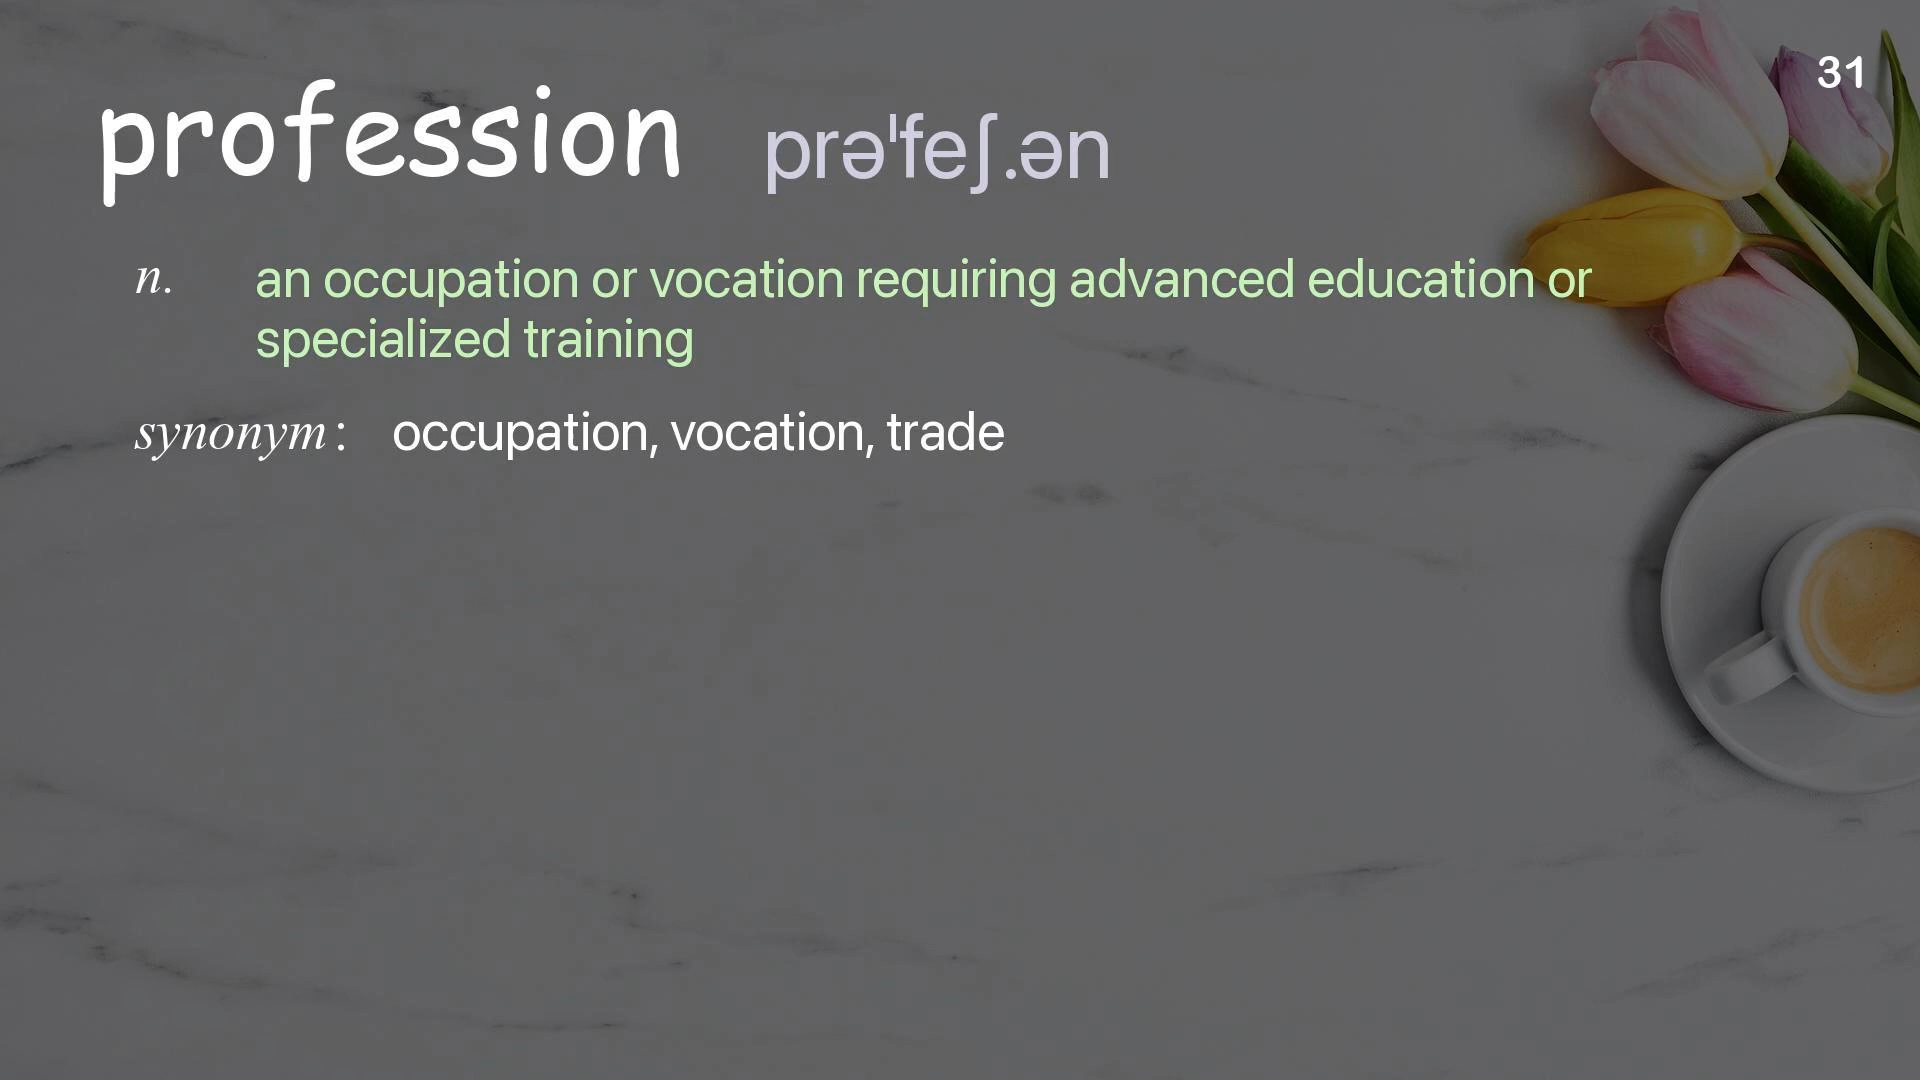 31
profession prəˈfeʃ.ən
n. an occupation or vocation requiring advanced education or
specialized training
synonym: occupation, vocation, trade